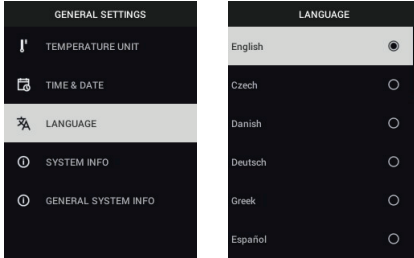 GENERAL SETTINGS
TEMPERATURE UNIT
TIME & DATE
LANGUAGE
SYSTEM INFO
GENERAL SYSTEM INFO
LANGUAGE
English
Czech
Danish
Deutsch
Greek
Español